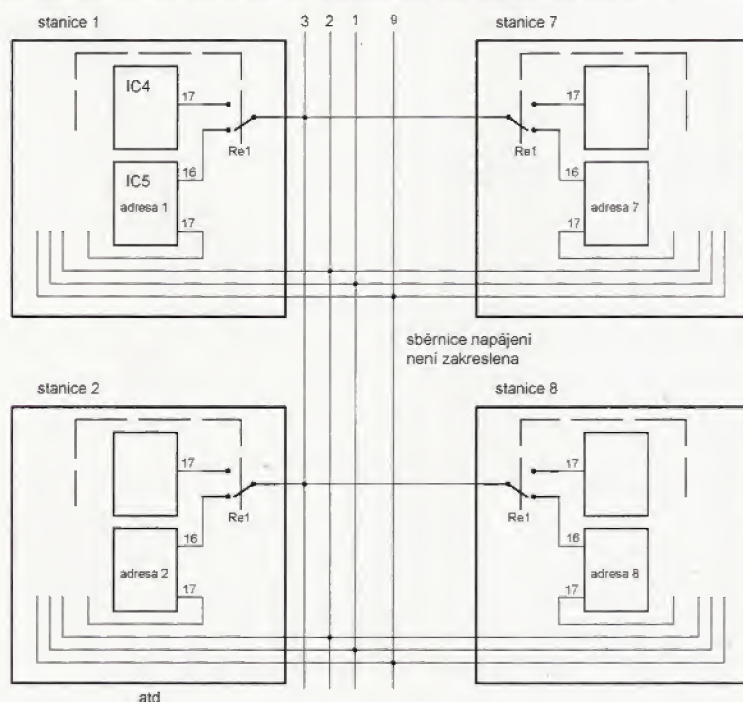 stanice 1
3 2 1 9
stanice 7
IC4
17
17
Re1
Re1
IC5
16
16
adresa 1
adresa 7
17
17
sběrnice napájení
není zakreslena
stanice 2
stanice 8
17
17
Re1
Re1
16
16
adresa 2
adresa 8
17
17
atd